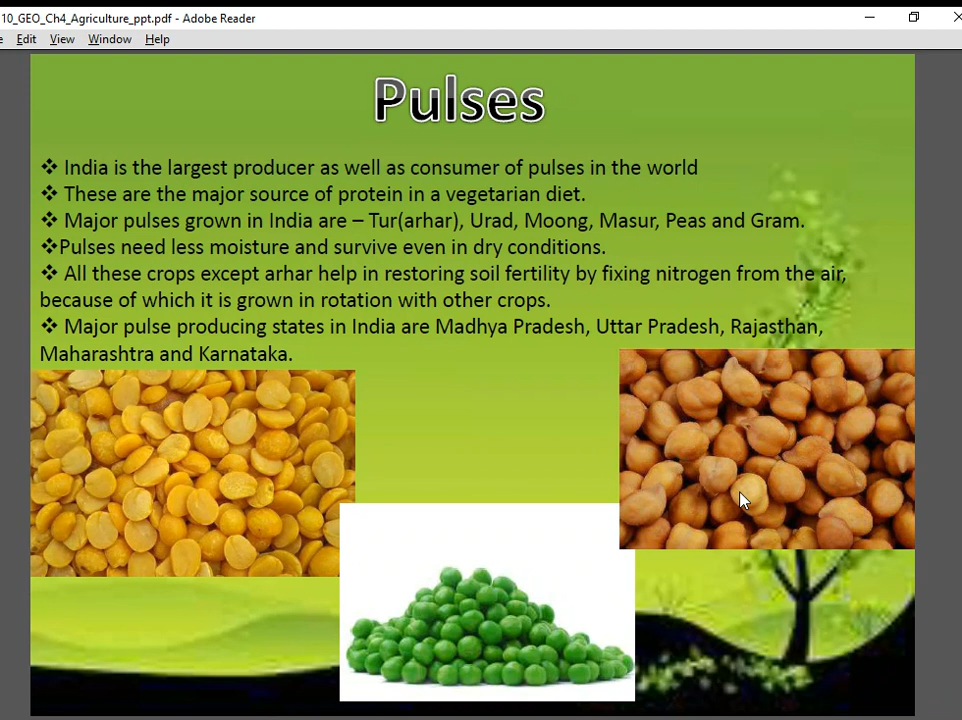 10_GEO_Ch4_Agriculture_ppt.pdf - Adobe Reader
e Edit View Window Help
Pulses
❖ India is the largest producer as well as consumer of pulses in the world
❖ These are the major source of protein in a vegetarian diet.
❖ Major pulses grown in India are – Tur(arhar), Urad, Moong, Masur, Peas and Gram.
❖Pulses need less moisture and survive even in dry conditions.
❖ All these crops except arhar help in restoring soil fertility by fixing nitrogen from the air,
because of which it is grown in rotation with other crops.
❖ Major pulse producing states in India are Madhya Pradesh, Uttar Pradesh, Rajasthan,
Maharashtra and Karnataka.